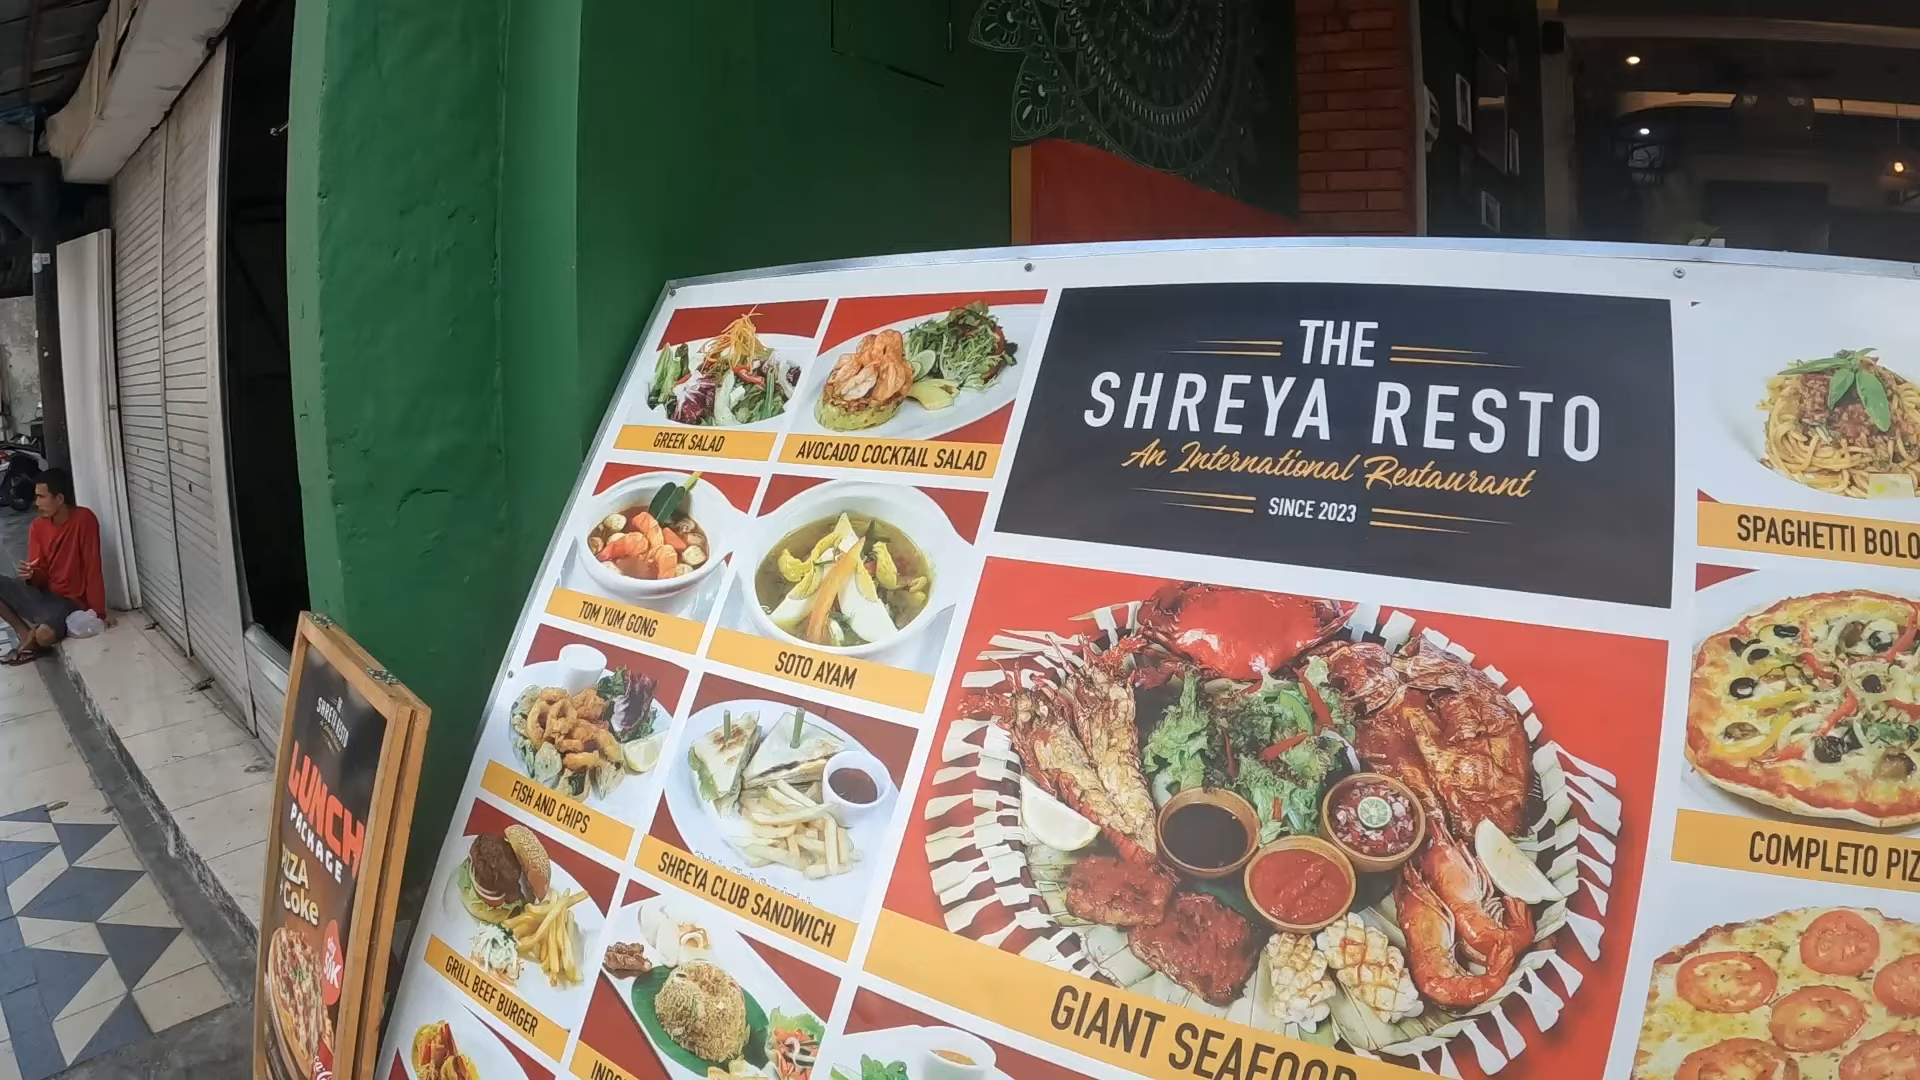 THE
SHREYA RESTO
An International Restaurant
SINCE 2023
GREEK SALAD
AVOCADO COCKTAIL SALAD
TOM YUM GONG
SOTO AYAM
FISH AND CHIPS
SHREYA CLUB SANDWICH
GRILL BEEF BURGER
GIANT SEAFOOD
SPAGHETTI BOLO
COMPLETO PIZ
LUNCH
PACKAGE
PIZZA
Coke